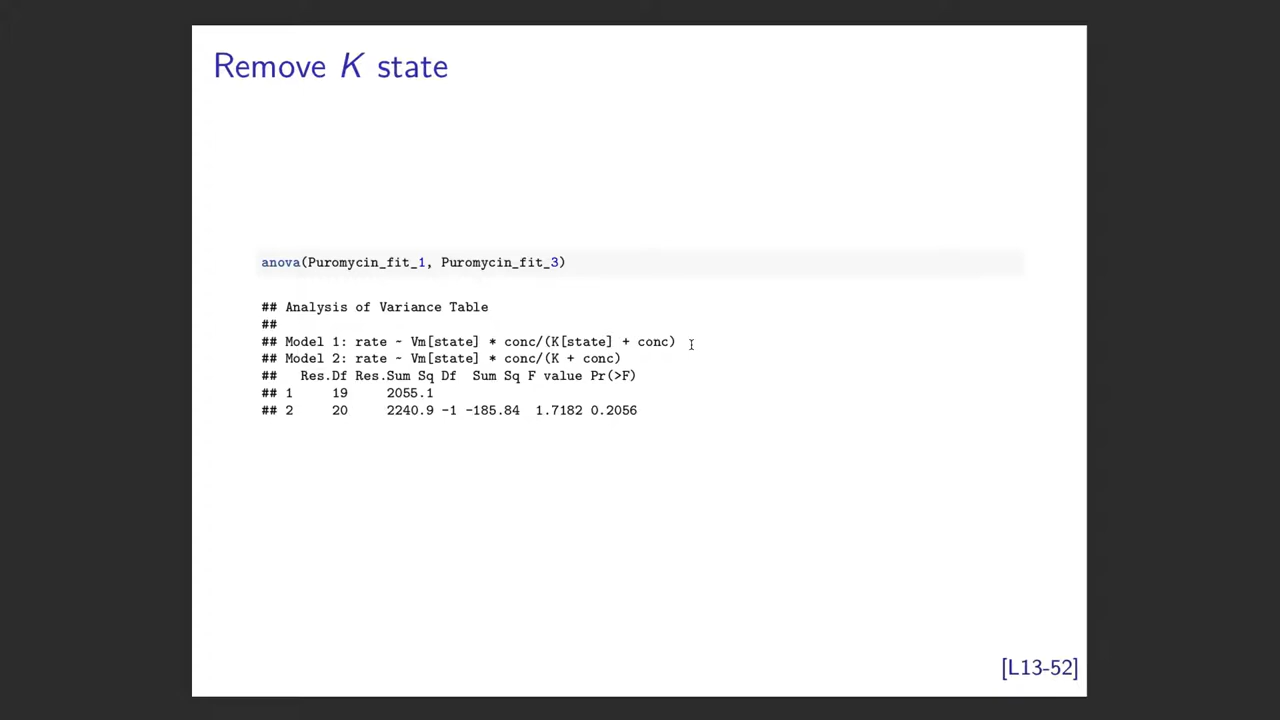 Remove K state
anova(Puromycin_fit_1, Puromycin_fit_3)
## Analysis of Variance Table
##
## Model 1: rate ~ Vm[state] * conc/(K[state] + conc)
## Model 2: rate ~ Vm[state] * conc/(K + conc)
##   Res.Df Res.Sum Sq Df  Sum Sq F value Pr(>F)
## 1     19     2055.1
## 2     20     2240.9 -1 -185.84  1.7182 0.2056
[L13-52]